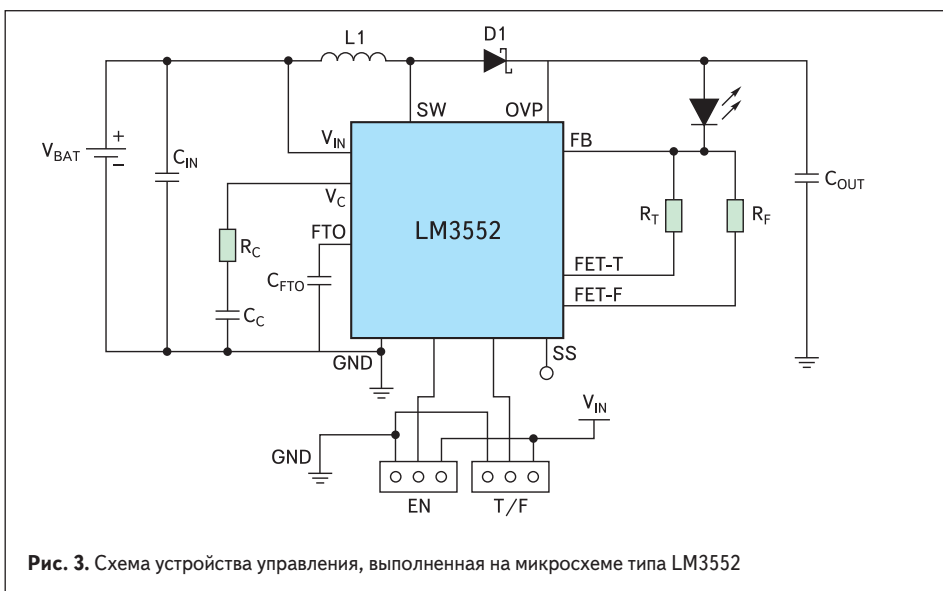 L1
D1
SW
OVP
V_IN
FB
V_BAT
+
-
C_IN
V_C
C_OUT
FTO
LM3552
R_T
R_F
R_C
FET-T
C_FTO
FET-F
C_C
GND
SS
V_IN
GND
EN
T/F
Рис. 3. Схема устройства управления, выполненная на микросхеме типа LM3552